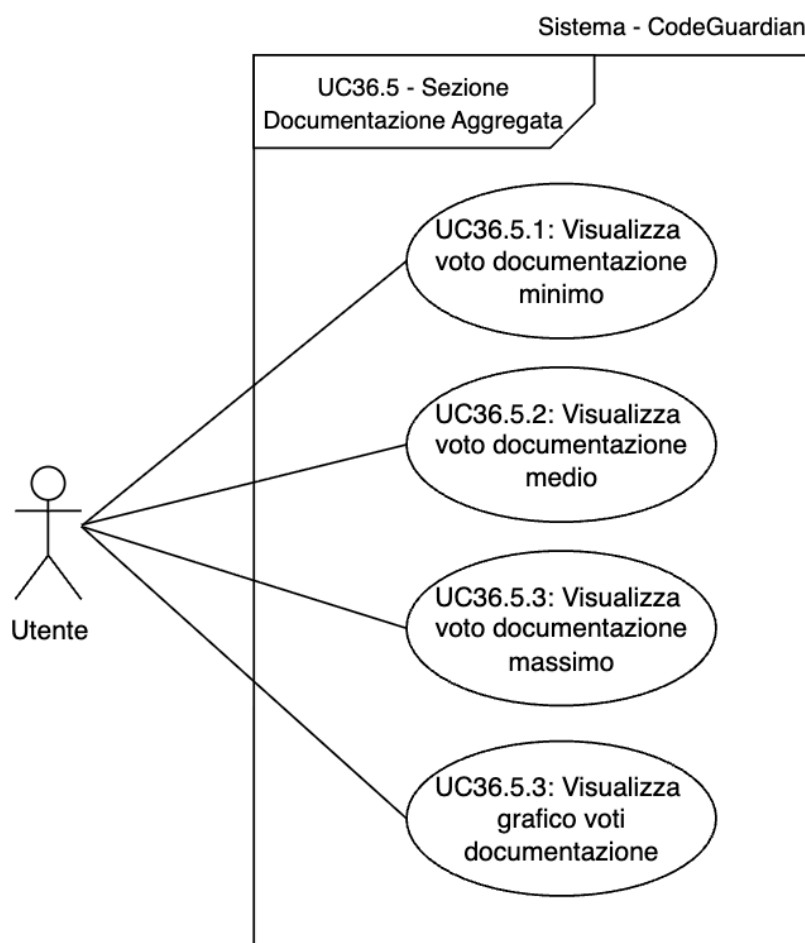 Sistema - CodeGuardian
UC36.5 - Sezione
Documentazione Aggregata
UC36.5.1: Visualizza
voto documentazione
minimo
UC36.5.2: Visualizza
voto documentazione
medio
Utente
UC36.5.3: Visualizza
voto documentazione
massimo
UC36.5.3: Visualizza
grafico voti
documentazione